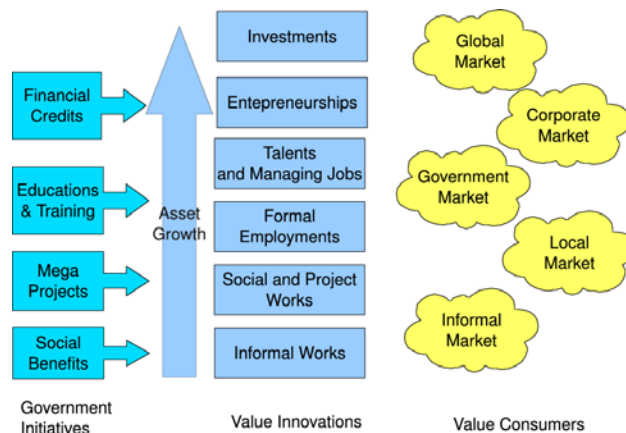 Financial
Credits
Educations
& Training
Mega
Projects
Social
Benefits
Government
Initiatives
Asset
Growth
Investments
Entepreneurships
Talents
and Managing Jobs
Formal
Employments
Social and Project
Works
Informal Works
Value Innovations
Global
Market
Corporate
Market
Government
Market
Local
Market
Informal
Market
Value Consumers